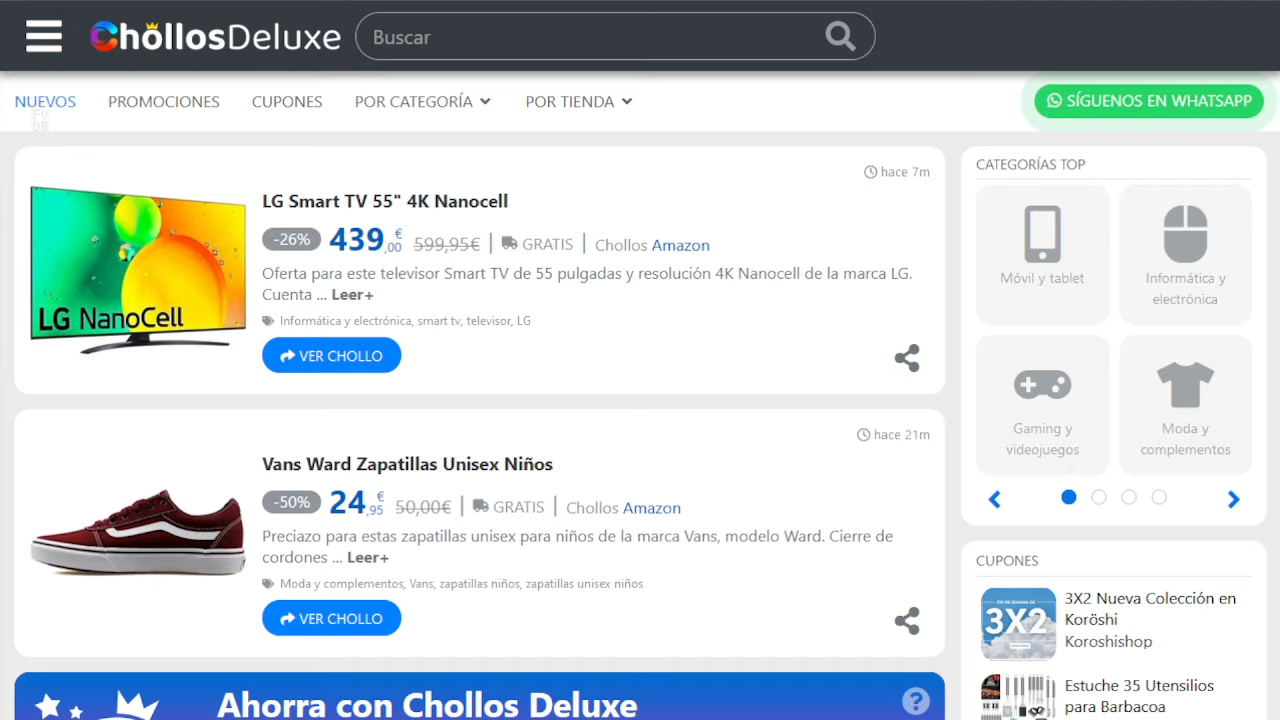 ChollosDeluxe
Buscar
NUEVOS
PROMOCIONES
CUPONES
POR CATEGORÍA
POR TIENDA
SÍGUENOS EN WHATSAPP
hace 7m
LG Smart TV 55" 4K Nanocell
-26% 439,00€ 599,95€ | GRATIS | Chollos Amazon
Oferta para este televisor Smart TV de 55 pulgadas y resolución 4K Nanocell de la marca LG.
Cuenta ... Leer+
Informática y electrónica, smart tv, televisor, LG
VER CHOLLO
LG NanoCell
hace 21m
Vans Ward Zapatillas Unisex Niños
-50% 24,95€ 50,00€ | GRATIS | Chollos Amazon
Preciazo para estas zapatillas unisex para niños de la marca Vans, modelo Ward. Cierre de
cordones ... Leer+
Moda y complementos, Vans, zapatillas niños, zapatillas unisex niños
VER CHOLLO
Ahorra con Chollos Deluxe
?
CATEGORÍAS TOP
Móvil y tablet
Informática y
electrónica
Gaming y
videojuegos
Moda y
complementos
CUPONES
3X2
3X2 Nueva Colección en
Koröshi
Koroshishop
Estuche 35 Utensilios
para Barbacoa